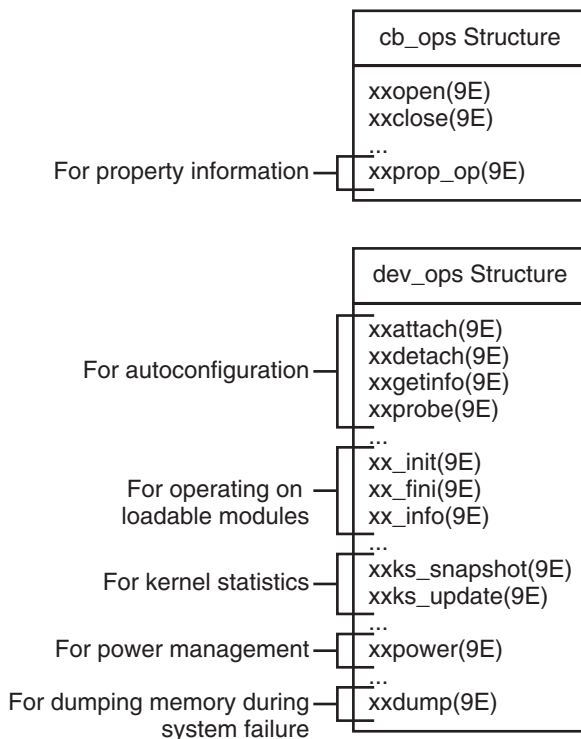 cb_ops Structure
xxopen(9E)
xxclose(9E)
...
For property information
xxprop_op(9E)
dev_ops Structure
For autoconfiguration
xxattach(9E)
xxdetach(9E)
xxgetinfo(9E)
xxprobe(9E)
...
For operating on
loadable modules
xx_init(9E)
xx_fini(9E)
xx_info(9E)
...
For kernel statistics
xxks_snapshot(9E)
xxks_update(9E)
...
For power management
xxpower(9E)
...
For dumping memory during
system failure
xxdump(9E)